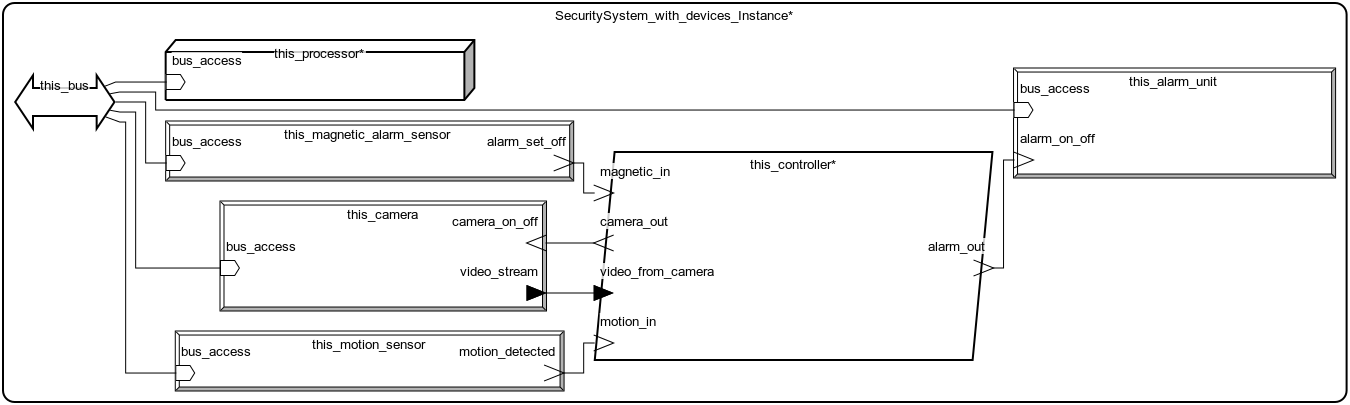 SecuritySystem_with_devices_Instance*
this_processor*
bus_access
this_bus
this_alarm_unit
bus_access
alarm_on_off
this_magnetic_alarm_sensor
bus_access
alarm_set_off
this_controller*
magnetic_in
camera_out
video_from_camera
motion_in
alarm_out
this_camera
camera_on_off
bus_access
video_stream
this_motion_sensor
bus_access
motion_detected